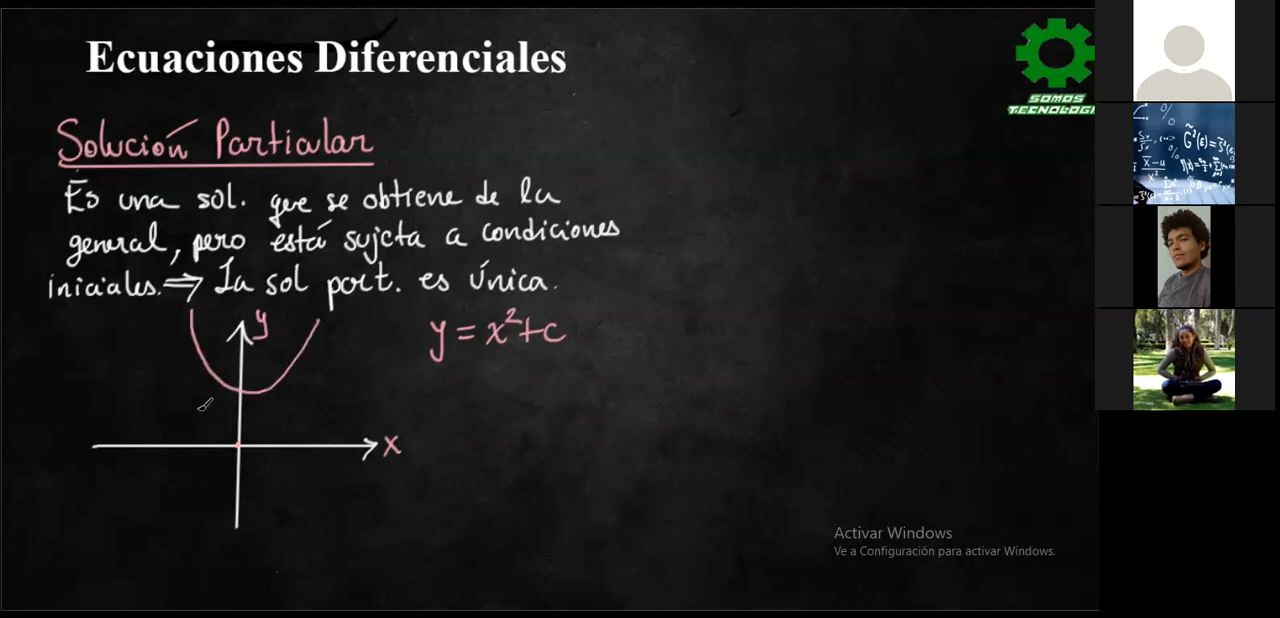 Ecuaciones Diferenciales
SOMOS
TECNOLOGÍ
Solución Particular
Es una sol. que se obtiene de la
general, pero está sujeta a condiciones
iniciales. ⇒ La sol part. es única.
y
y = x²+c
x
Activar Windows
Ve a Configuración para activar Windows.